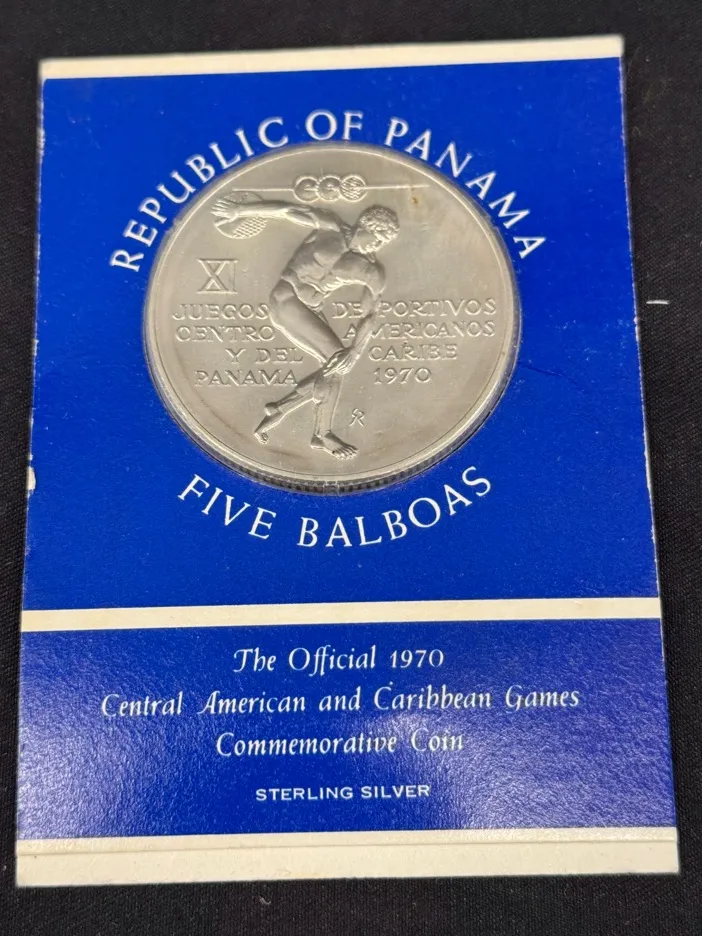 REPUBLIC OF PANAMA
XI
JUEGOS DEPORTIVOS
CENTRO AMERICANOS
Y DEL CARIBE
PANAMA 1970
FIVE BALBOAS
The Official 1970
Central American and Caribbean Games
Commemorative Coin
STERLING SILVER